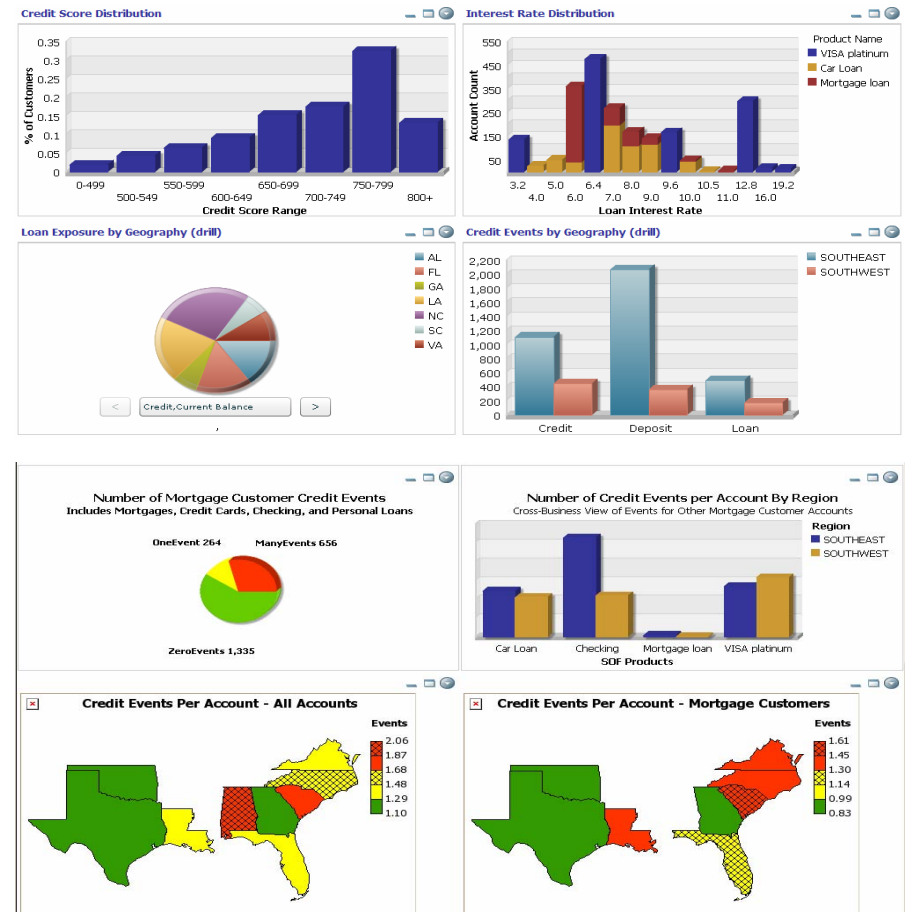 Credit Score Distribution
0.35
0.3
0.25
0.2
0.15
0.1
0.05
0
% of Customers
0-499
550-599
650-699
750-799
500-549
600-649
700-749
800+
Credit Score Range
Interest Rate Distribution
550
450
350
250
150
50
Account Count
Product Name
VISA platinum
Car Loan
Mortgage loan
3.2 5.0 6.4 8.0 9.6 10.5 12.8 19.2
4.0 6.0 7.0 9.0 10.0 11.0 16.0
Loan Interest Rate
Loan Exposure by Geography (drill)
AL
FL
GA
LA
NC
SC
VA
< Credit,Current Balance >
,
Credit Events by Geography (drill)
2,200
2,000
1,800
1,600
1,400
1,200
1,000
800
600
400
200
0
SOUTHEAST
SOUTHWEST
Credit Deposit Loan
Number of Mortgage Customer Credit Events
Includes Mortgages, Credit Cards, Checking, and Personal Loans
OneEvent 264 ManyEvents 656
ZeroEvents 1,335
Number of Credit Events per Account By Region
Cross-Business View of Events for Other Mortgage Customer Accounts
Region
SOUTHEAST
SOUTHWEST
Car Loan Checking Mortgage loan VISA platinum
SOF Products
Credit Events Per Account - All Accounts
Events
2.06
1.87
1.68
1.48
1.29
1.10
Credit Events Per Account - Mortgage Customers
Events
1.61
1.45
1.30
1.14
0.99
0.83